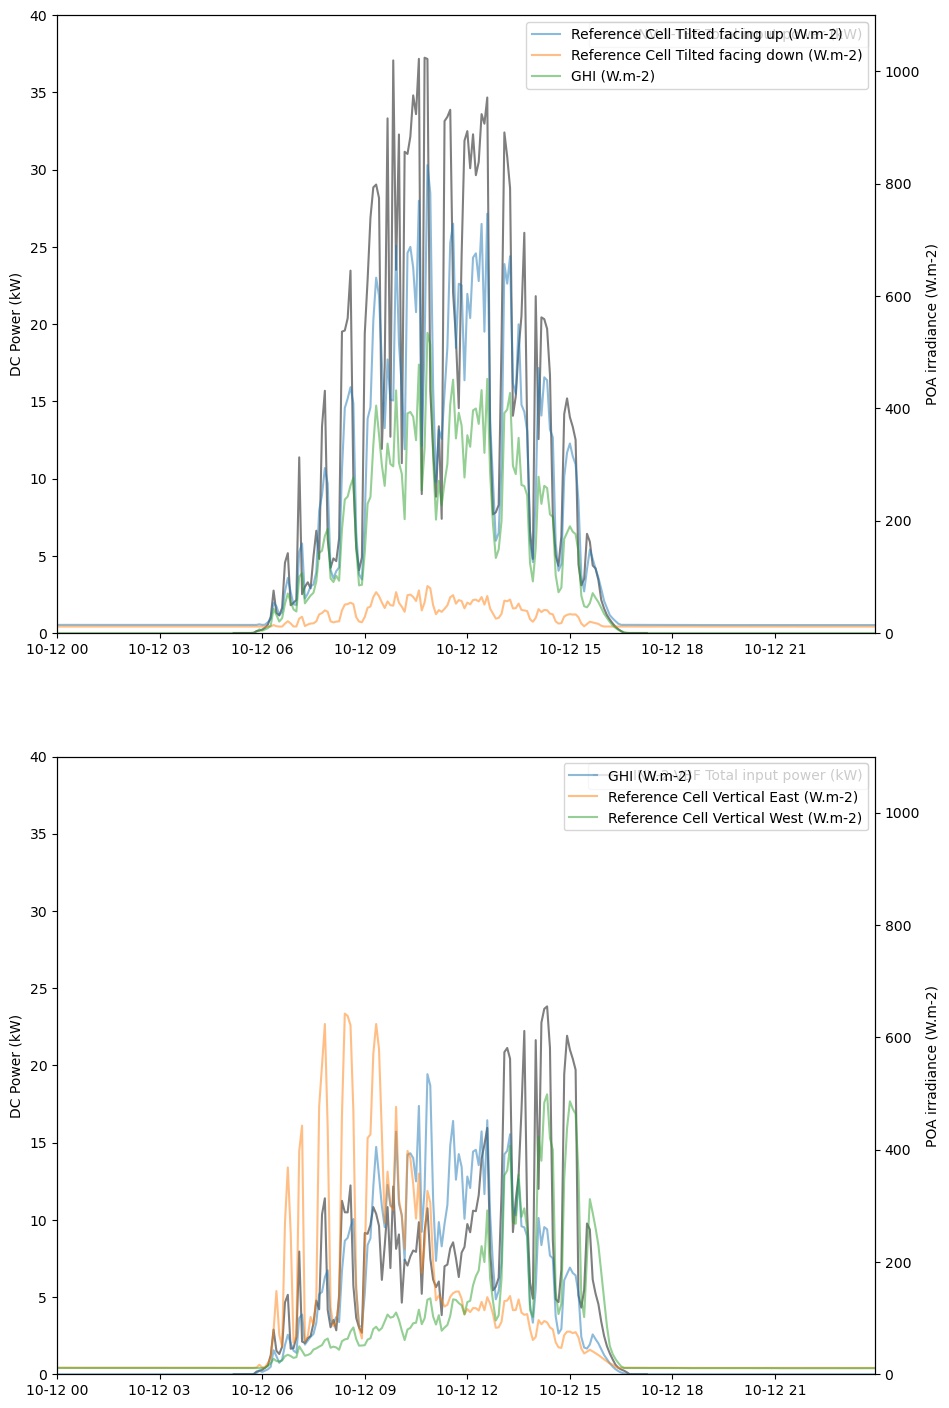 40
35
30
25
20
15
10
5
0
DC Power (kW)
Reference Cell Tilted facing up (W.m-2)
Reference Cell Tilted facing down (W.m-2)
GHI (W.m-2)
1000
800
600
400
200
0
POA irradiance (W.m-2)
10-12 00 10-12 03 10-12 06 10-12 09 10-12 12 10-12 15 10-12 18 10-12 21
40
35
30
25
20
15
10
5
0
DC Power (kW)
GHI (W.m-2) Total input power (kW)
Reference Cell Vertical East (W.m-2)
Reference Cell Vertical West (W.m-2)
1000
800
600
400
200
0
POA irradiance (W.m-2)
10-12 00 10-12 03 10-12 06 10-12 09 10-12 12 10-12 15 10-12 18 10-12 21